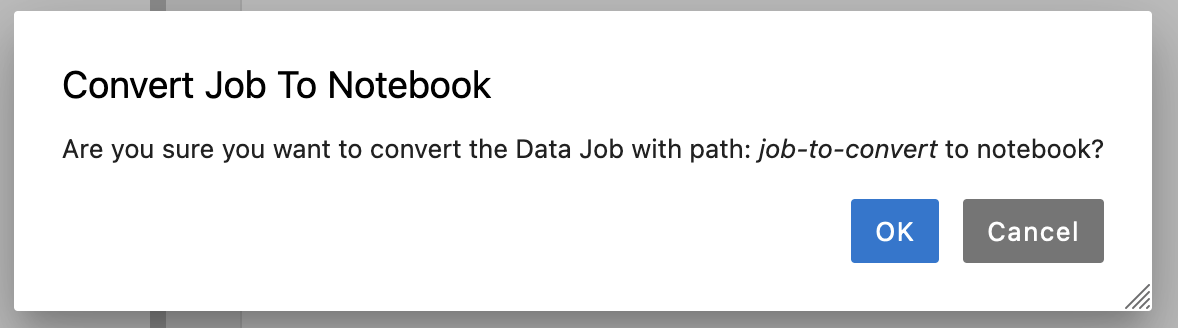 Convert Job To Notebook
Are you sure you want to convert the Data Job with path: job-to-convert to notebook?
OK
Cancel